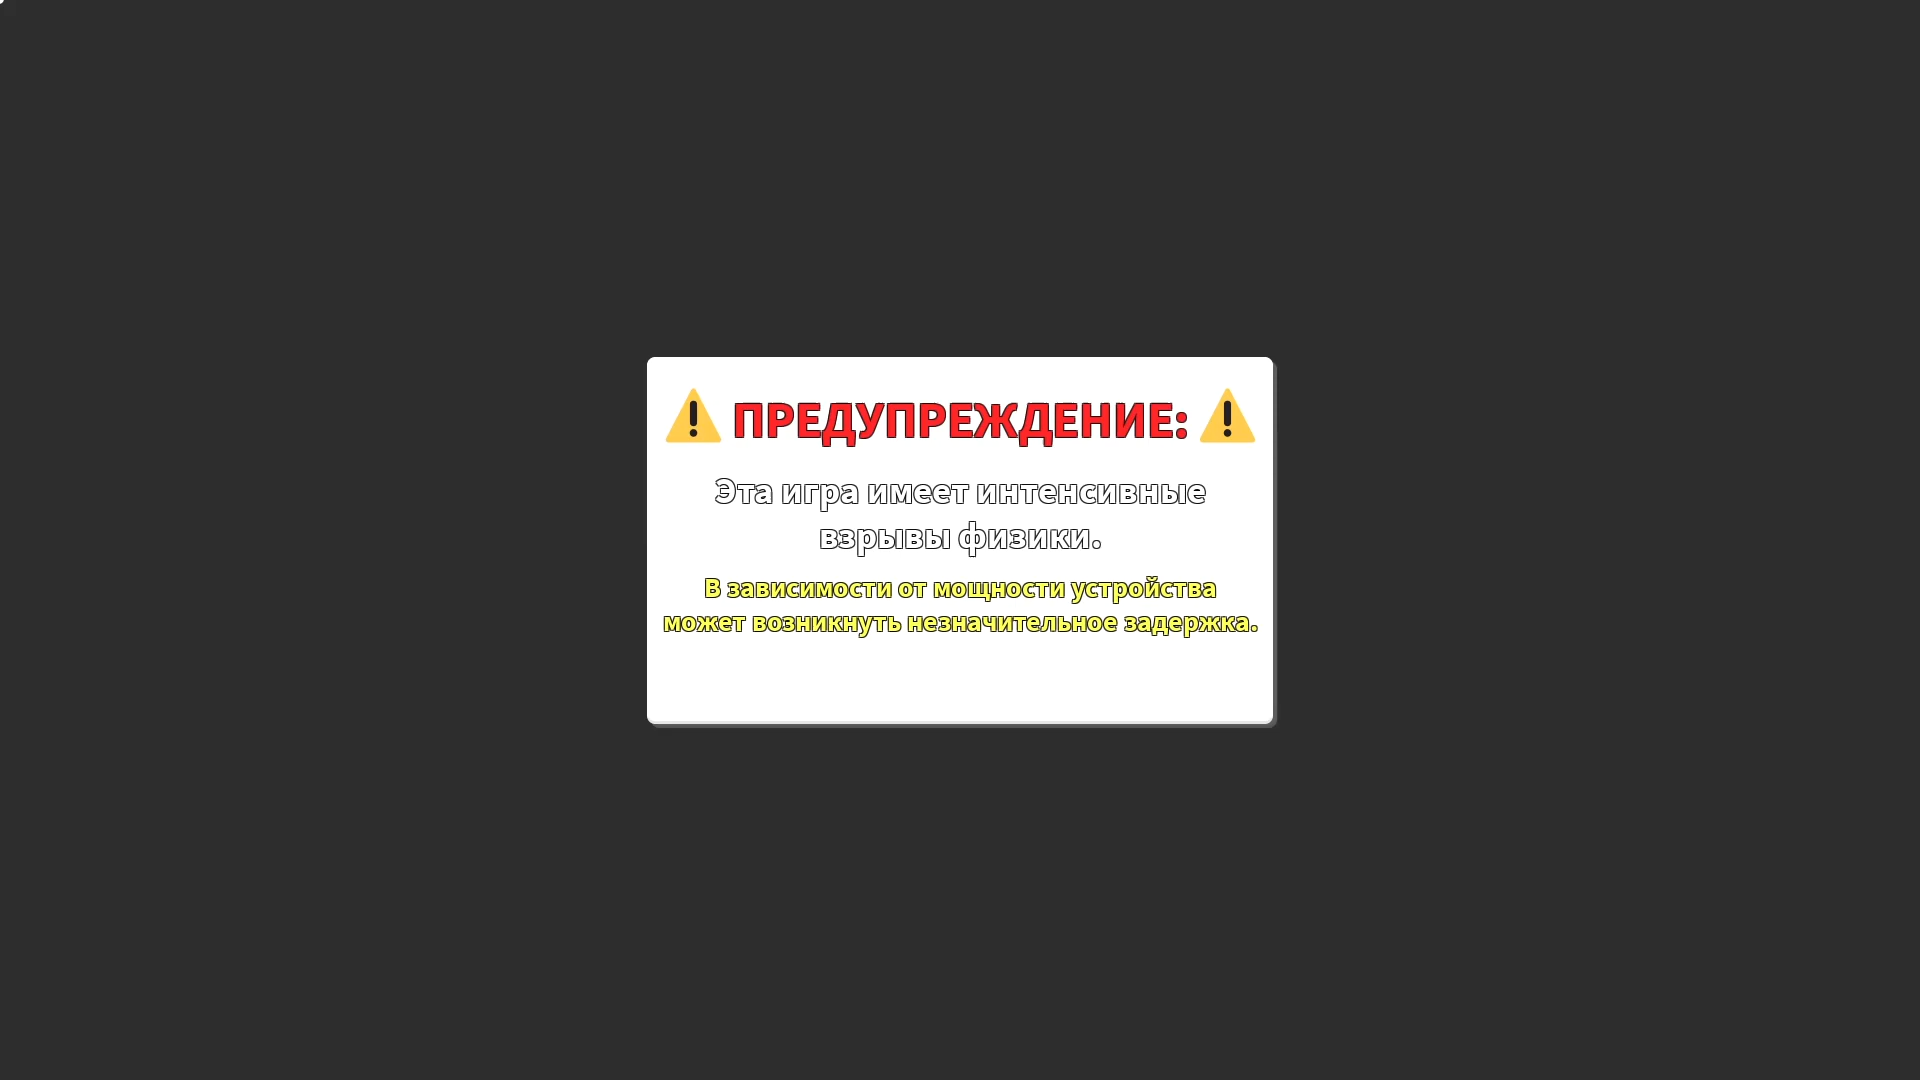 ⚠️ ПРЕДУПРЕЖДЕНИЕ: ⚠️
Эта игра имеет интенсивные
взрывы физики.
В зависимости от мощности устройства
может возникнуть незначительное задержка.